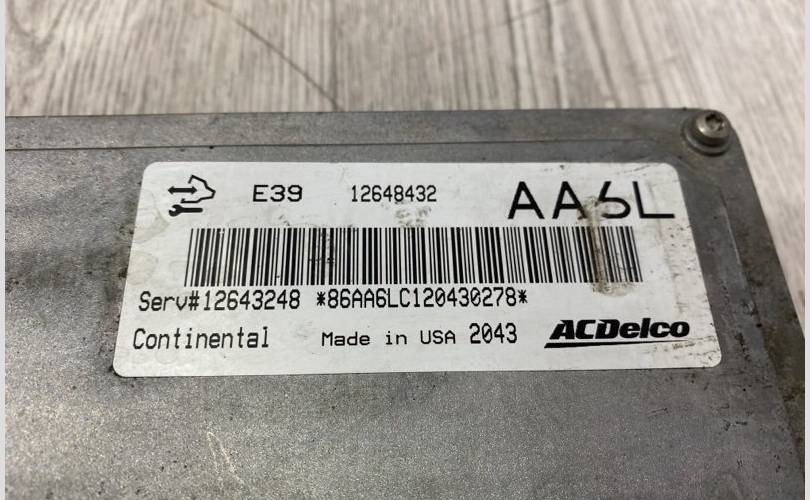 E39 12648432 AA6L
Serv#12643248 *86AA6LC120430278*
Continental Made in USA 2043 ACDelco